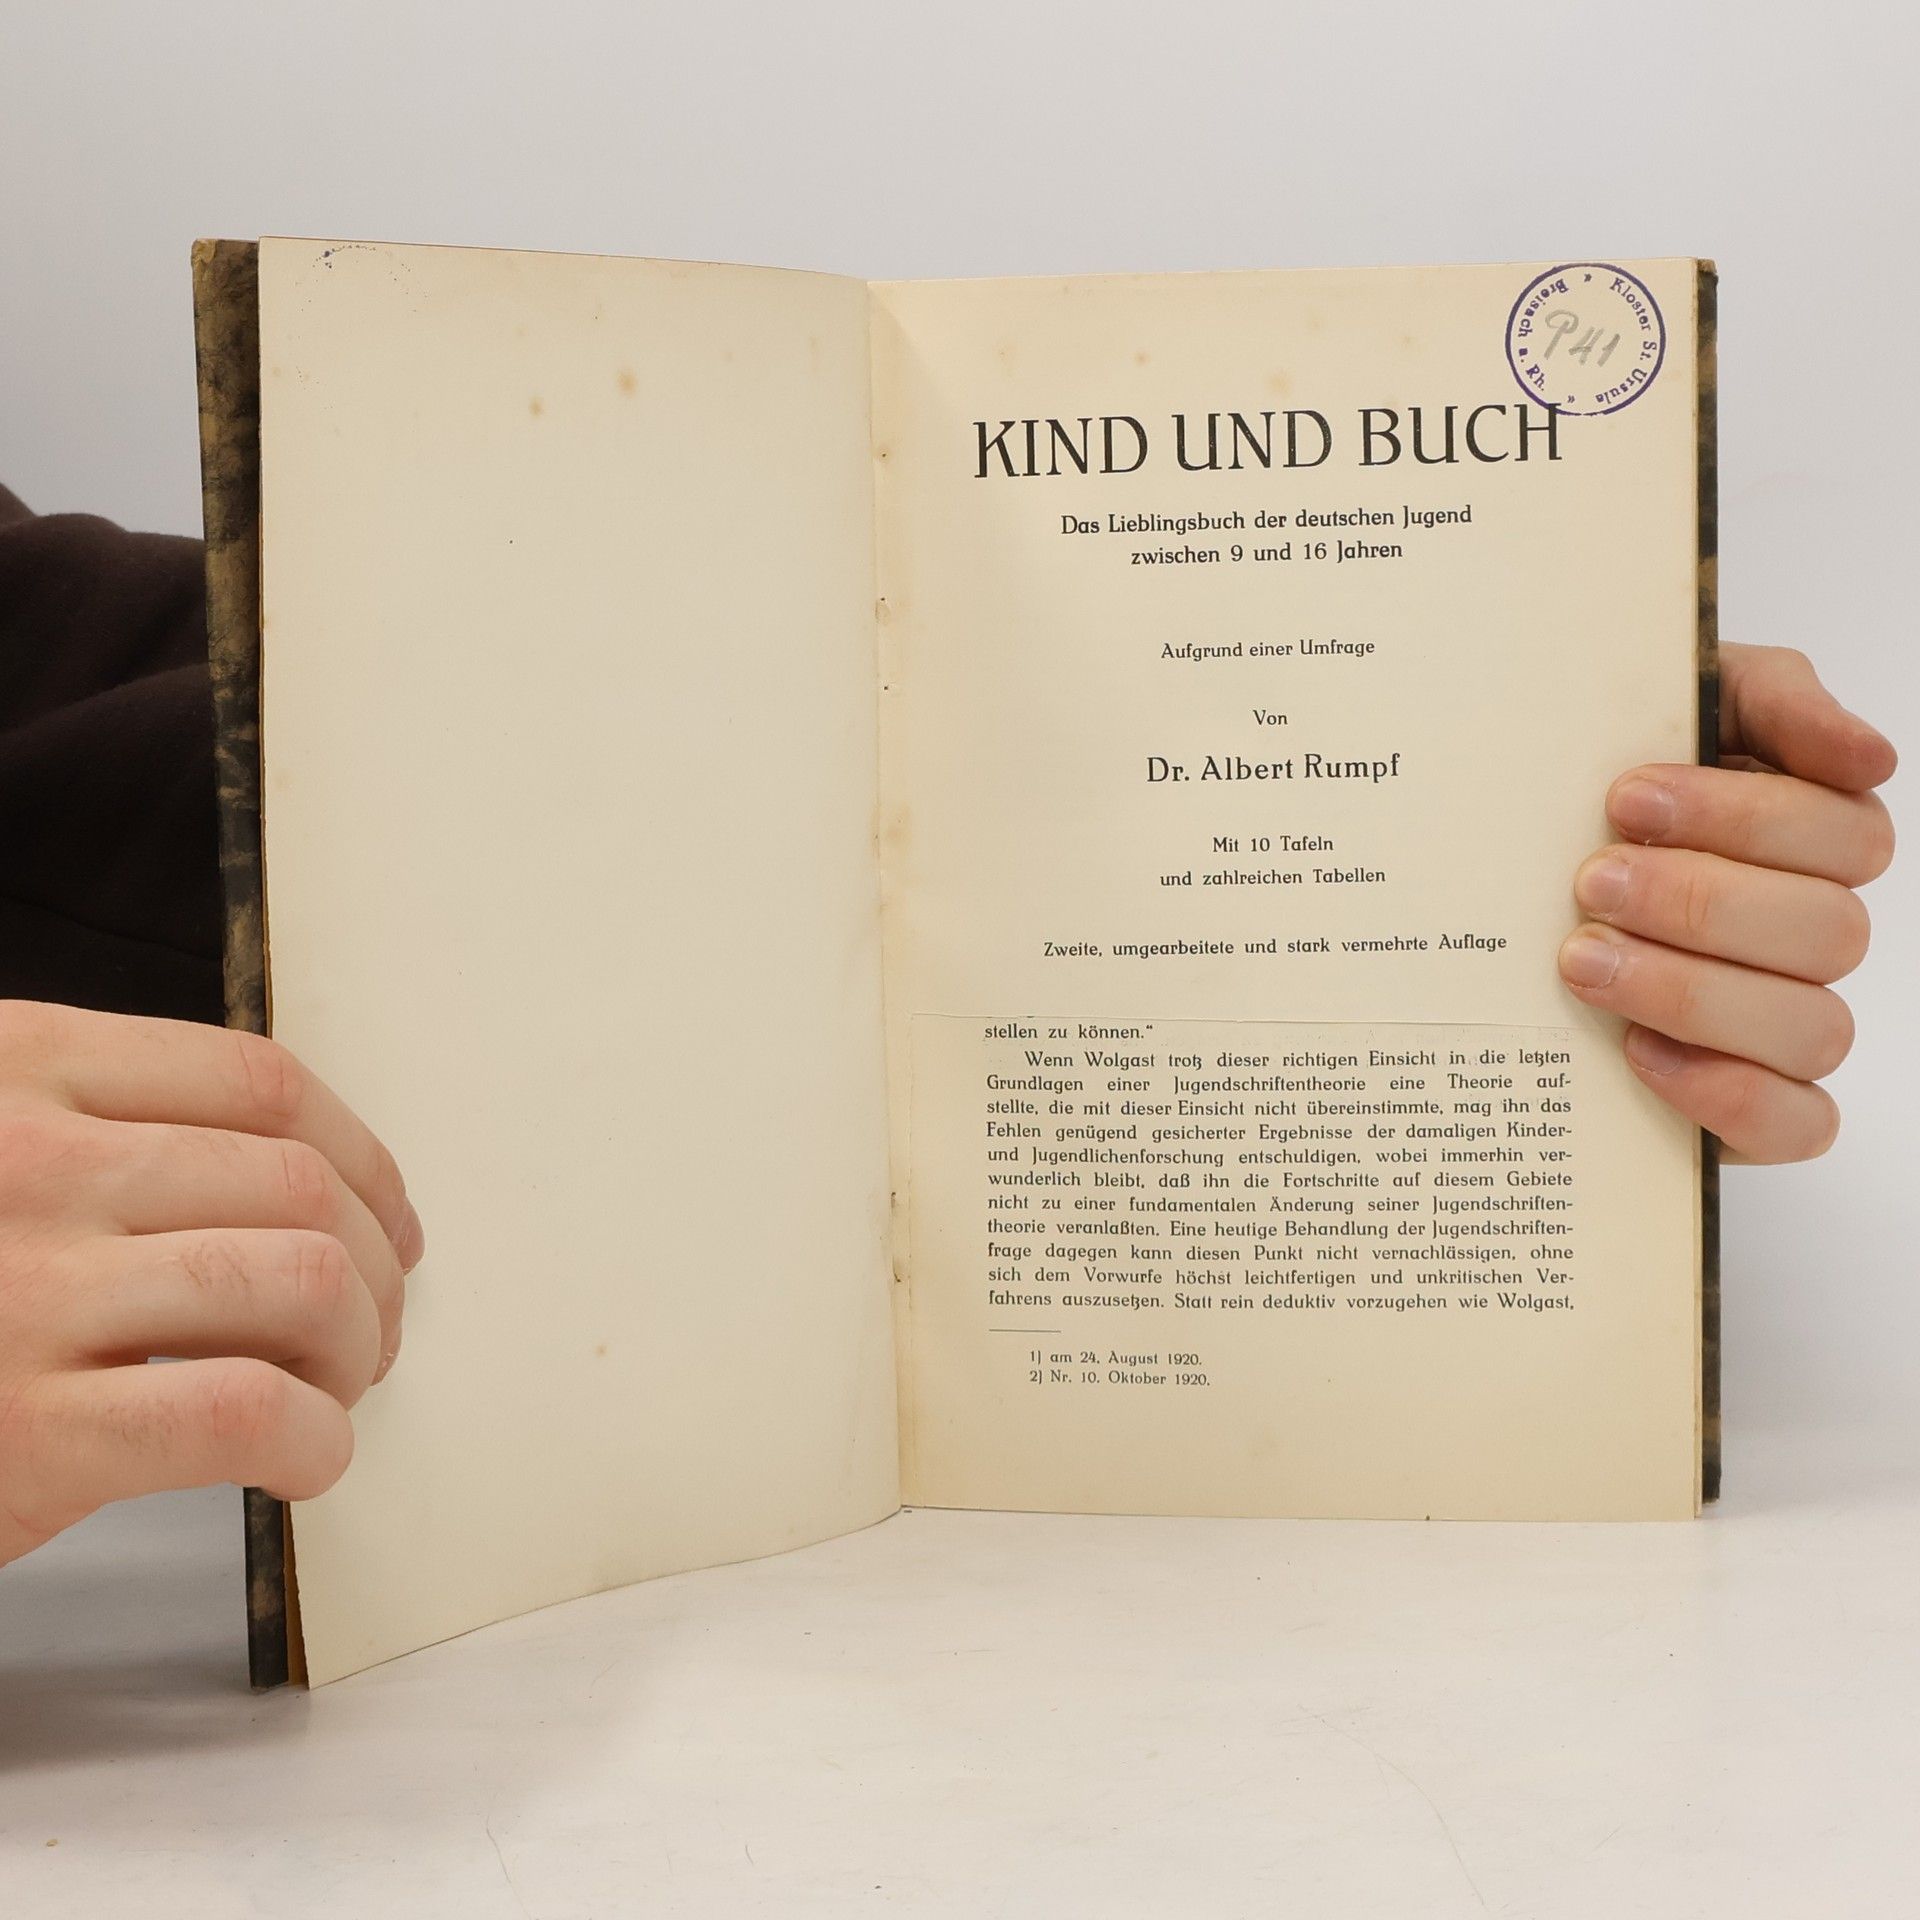 * Kloster St. Ursula * Breisach a. Rh.
P 41
KIND UND BUCH
Das Lieblingsbuch der deutschen Jugend
zwischen 9 und 16 Jahren
Aufgrund einer Umfrage
Von
Dr. Albert Rumpf
Mit 10 Tafeln
und zahlreichen Tabellen
Zweite, umgearbeitete und stark vermehrte Auflage
stellen zu können.“
Wenn Wolgast trotz dieser richtigen Einsicht in die letzten
Grundlagen einer Jugendschriftentheorie eine Theorie auf-
stellte, die mit dieser Einsicht nicht übereinstimmte, mag ihn das
Fehlen genügend gesicherter Ergebnisse der damaligen Kinder-
und Jugendlichenforschung entschuldigen, wobei immerhin ver-
wunderlich bleibt, daß ihn die Fortschritte auf diesem Gebiete
nicht zu einer fundamentalen Änderung seiner Jugendschriften-
theorie veranlaßten. Eine heutige Behandlung der Jugendschriften-
frage dagegen kann diesen Punkt nicht vernachlässigen, ohne
sich dem Vorwurfe höchst leichtfertigen und unkritischen Ver-
fahrens auszusetzen. Statt rein deduktiv vorzugehen wie Wolgast,
1) am 24. August 1920.
2) Nr. 10. Oktober 1920.